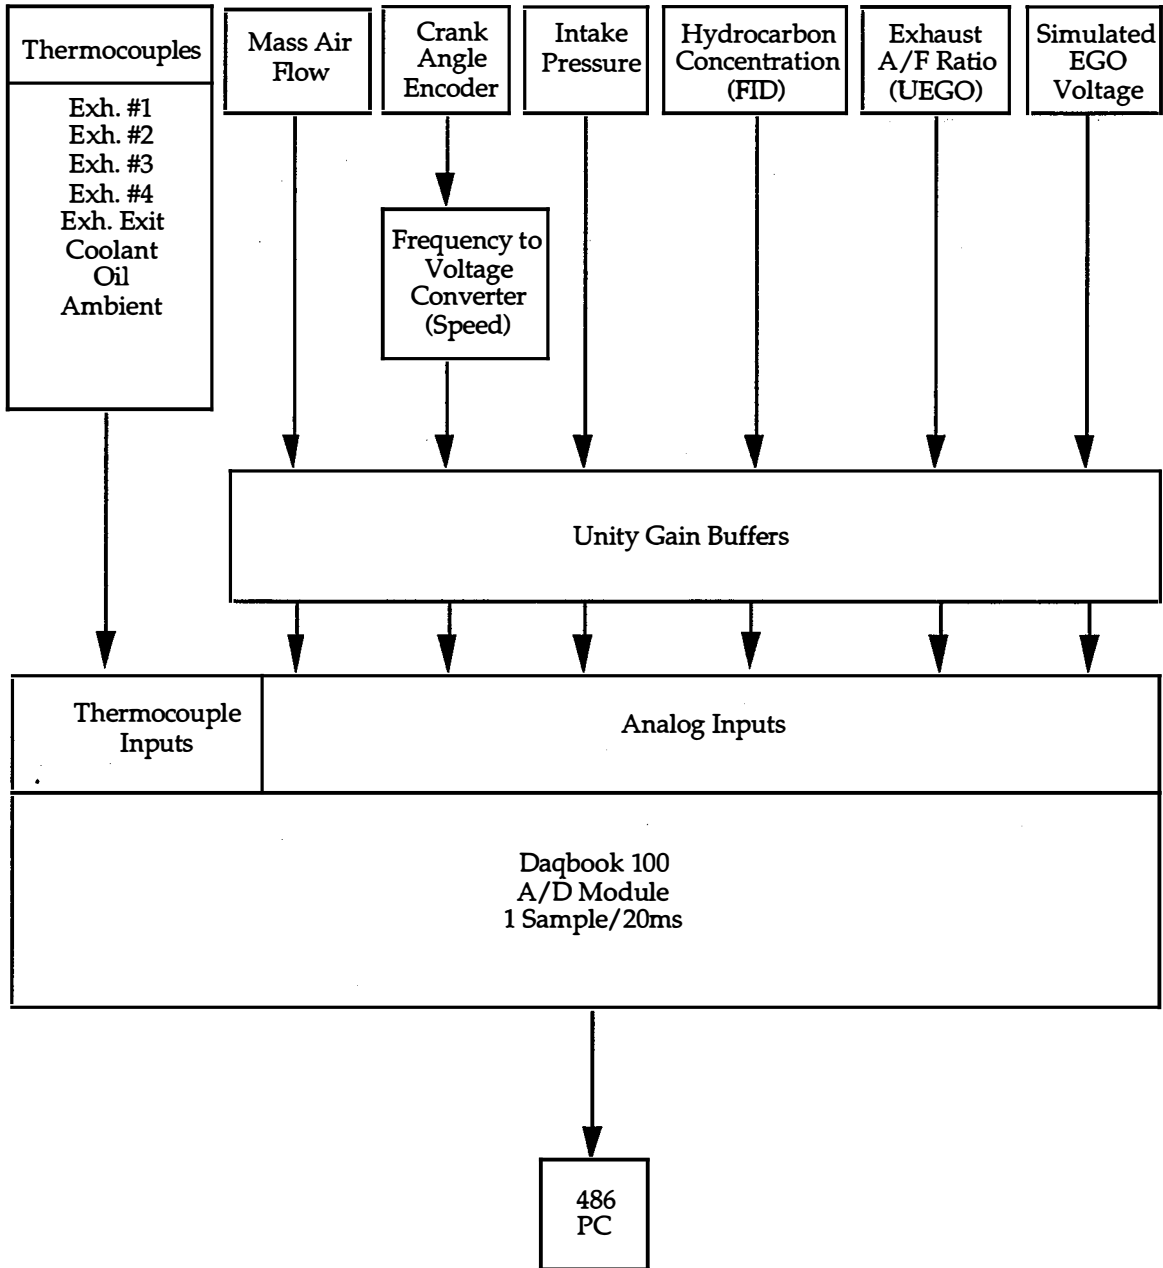 Thermocouples
Exh. #1
Exh. #2
Exh. #3
Exh. #4
Exh. Exit
Coolant
Oil
Ambient
Mass Air
Flow
Crank
Angle
Encoder
Intake
Pressure
Hydrocarbon
Concentration
(FID)
Exhaust
A/F Ratio
(UEGO)
Simulated
EGO
Voltage
Frequency to
Voltage
Converter
(Speed)
Unity Gain Buffers
Thermocouple
Inputs
Analog Inputs
Daqbook 100
A/D Module
1 Sample/20ms
486
PC